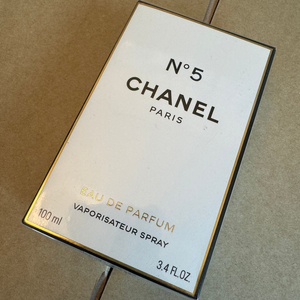 N°5
CHANEL
PARIS
EAU DE PARFUM
VAPORISATEUR SPRAY
100 ml
3.4 FL.OZ.